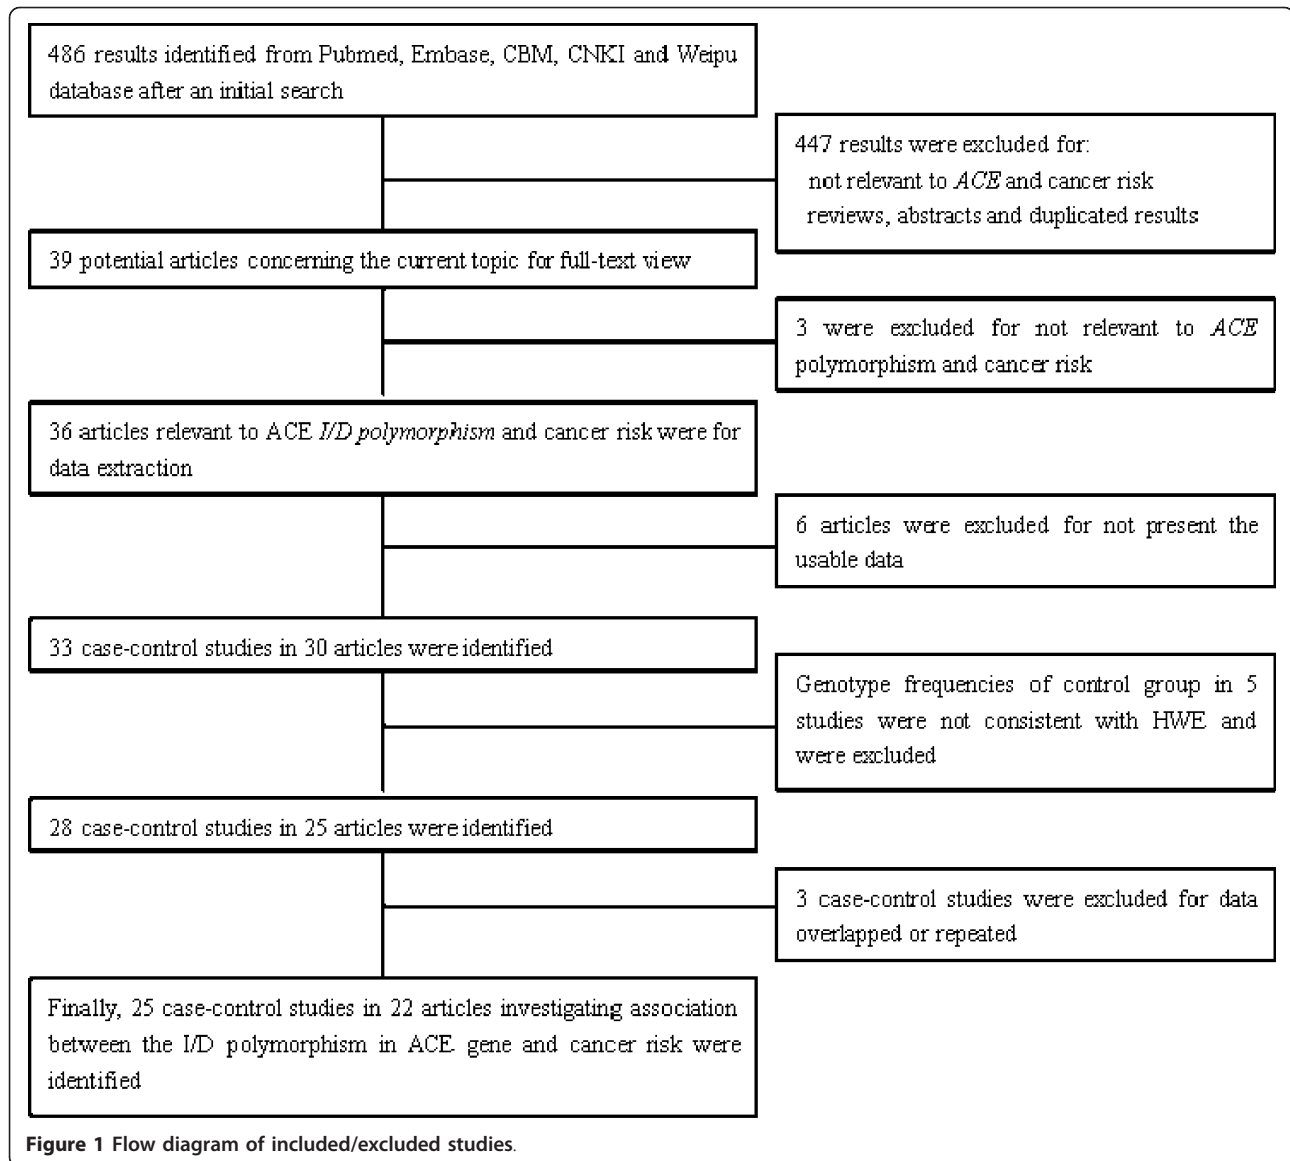 486 results identified from Pubmed, Embase, CBM, CNKI and Weipu
database after an initial search
447 results were excluded for:
not relevant to ACE and cancer risk
reviews, abstracts and duplicated results
39 potential articles concerning the current topic for full-text view
3 were excluded for not relevant to ACE
polymorphism and cancer risk
36 articles relevant to ACE I/D polymorphism and cancer risk were for
data extraction
6 articles were excluded for not present the
usable data
33 case-control studies in 30 articles were identified
Genotype frequencies of control group in 5
studies were not consistent with HWE and
were excluded
28 case-control studies in 25 articles were identified
3 case-control studies were excluded for data
overlapped or repeated
Finally, 25 case-control studies in 22 articles investigating association
between the I/D polymorphism in ACE gene and cancer risk were
identified
Figure 1 Flow diagram of included/excluded studies.